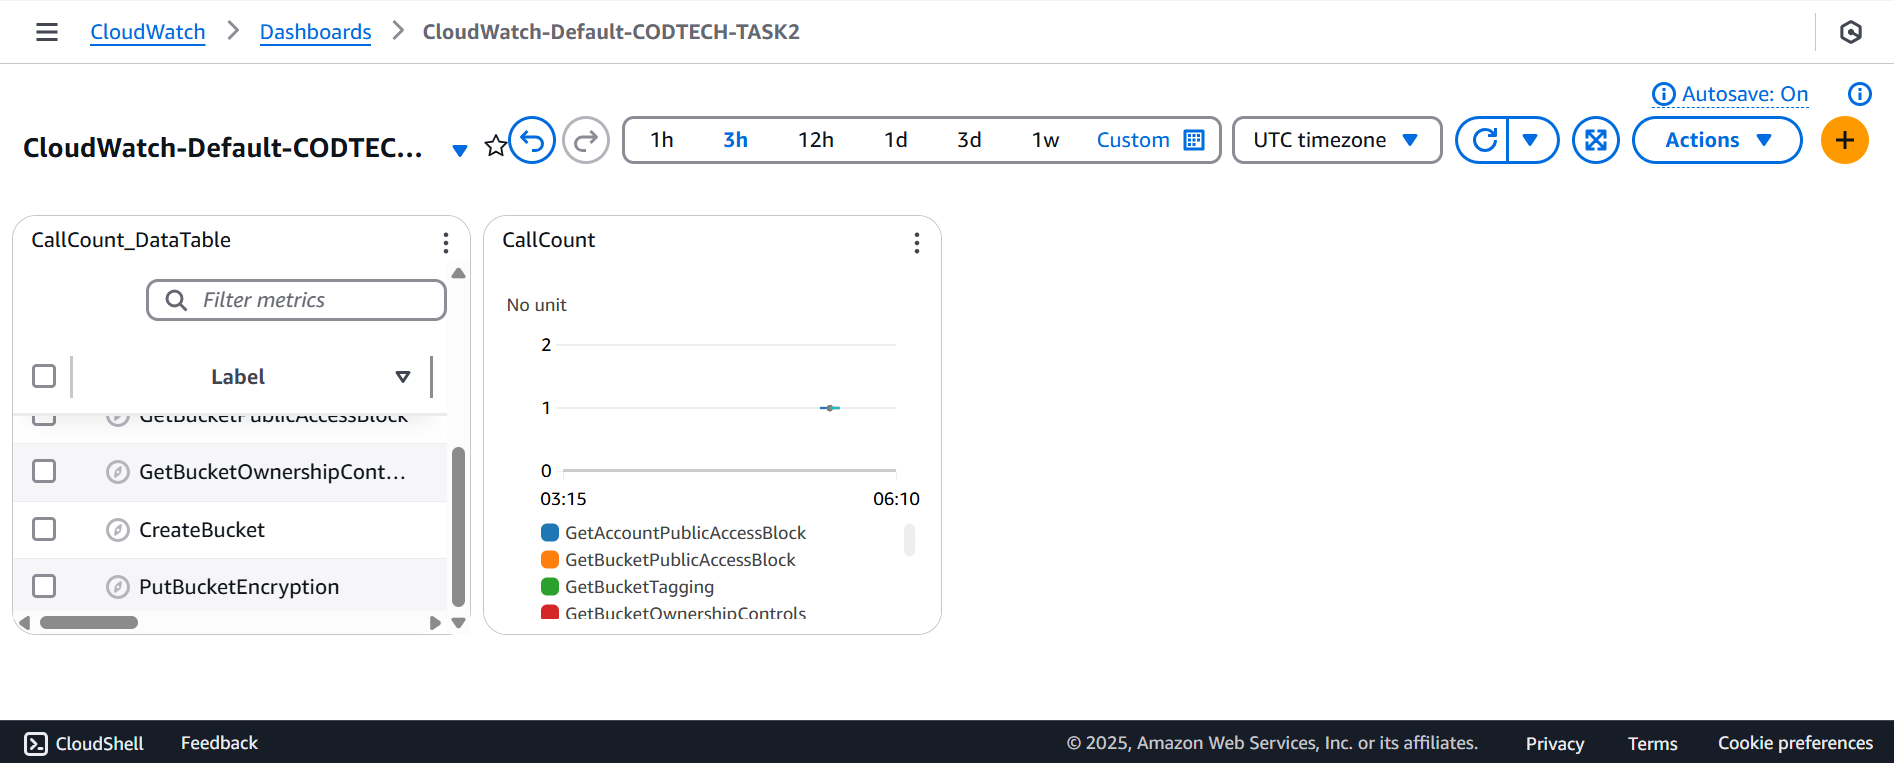 CloudWatch > Dashboards > CloudWatch-Default-CODTECH-TASK2
Autosave: On
CloudWatch-Default-CODTEC... 1h 3h 12h 1d 3d 1w Custom UTC timezone Actions +
CallCount_DataTable
Filter metrics
Label
GetBucketPublicAccessBlock
GetBucketOwnershipCont...
CreateBucket
PutBucketEncryption
CallCount
No unit
2
1
0
03:15 06:10
GetAccountPublicAccessBlock
GetBucketPublicAccessBlock
GetBucketTagging
GetBucketOwnershipControls
CloudShell Feedback © 2025, Amazon Web Services, Inc. or its affiliates. Privacy Terms Cookie preferences